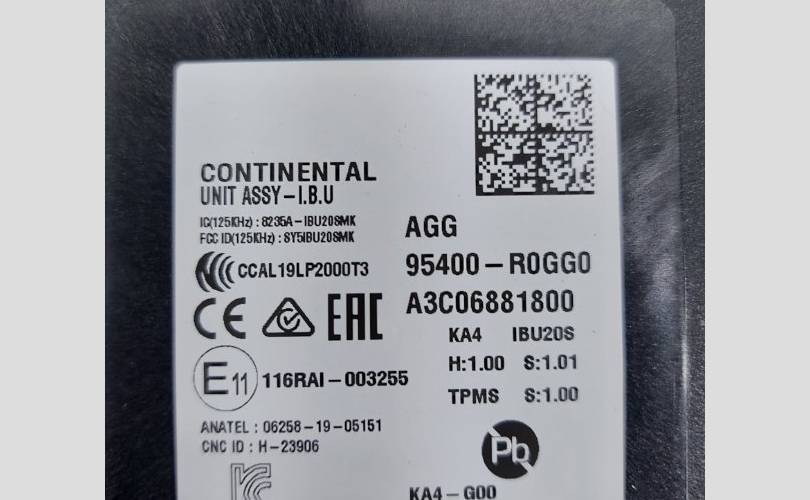 CONTINENTAL
UNIT ASSY-I.B.U
IC(125KHz) : 8235A-IBU20SMK
FCC ID(125KHz) : SY5IBU20SMK
CCAL19LP2000T3
CE
EAC
E11 116RAI-003255
ANATEL : 06258-19-05151
CNC ID : H-23906
AGG
95400-R0GG0
A3C06881800
KA4 IBU20S
H:1.00 S:1.01
TPMS S:1.00
Pb
KA4-G00